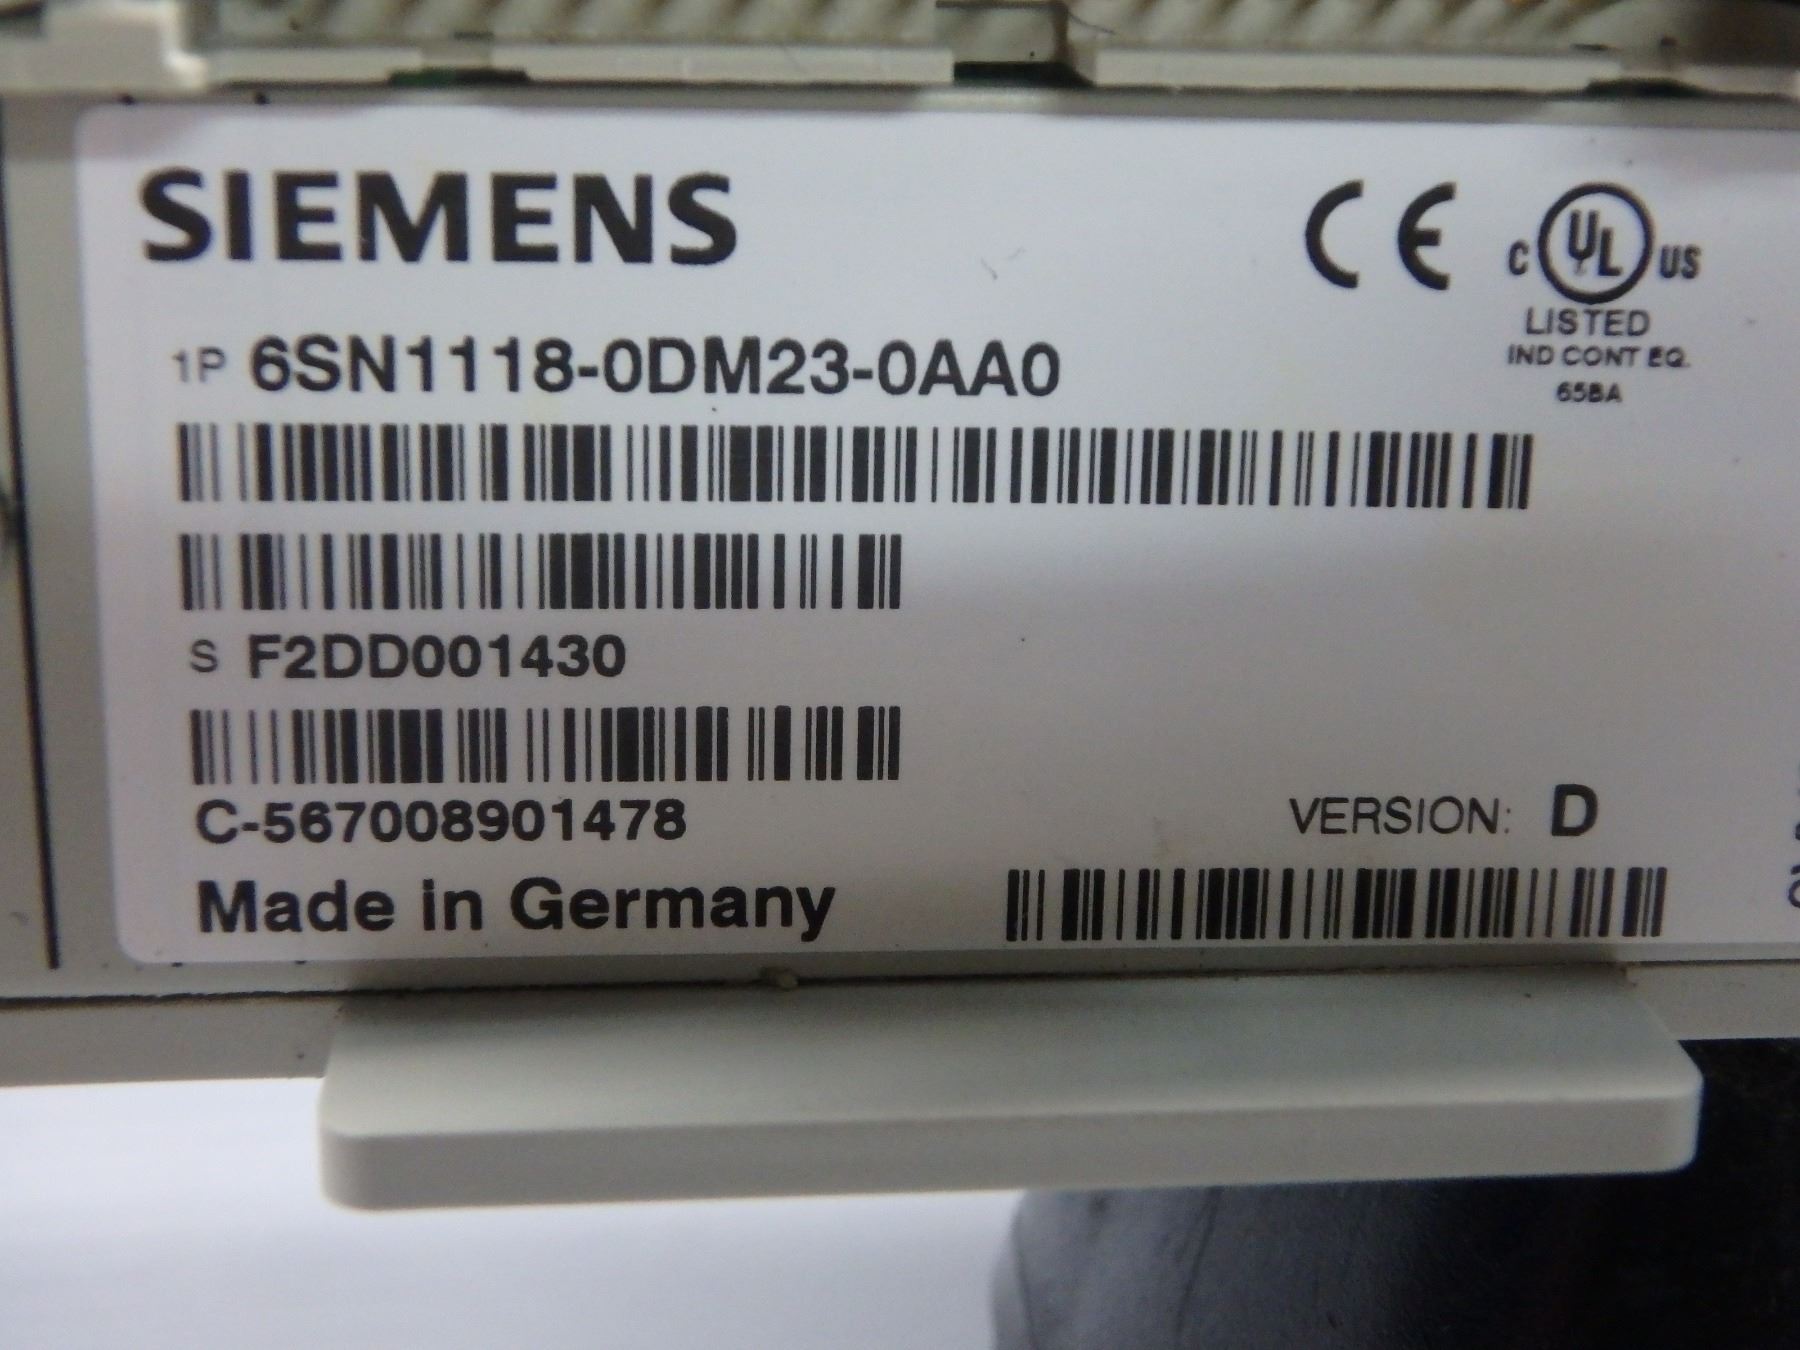 SIEMENS
CE
C UL US
LISTED
IND CONT EQ.
65BA
1P 6SN1118-0DM23-0AA0
S F2DD001430
C-567008901478
VERSION: D
Made in Germany